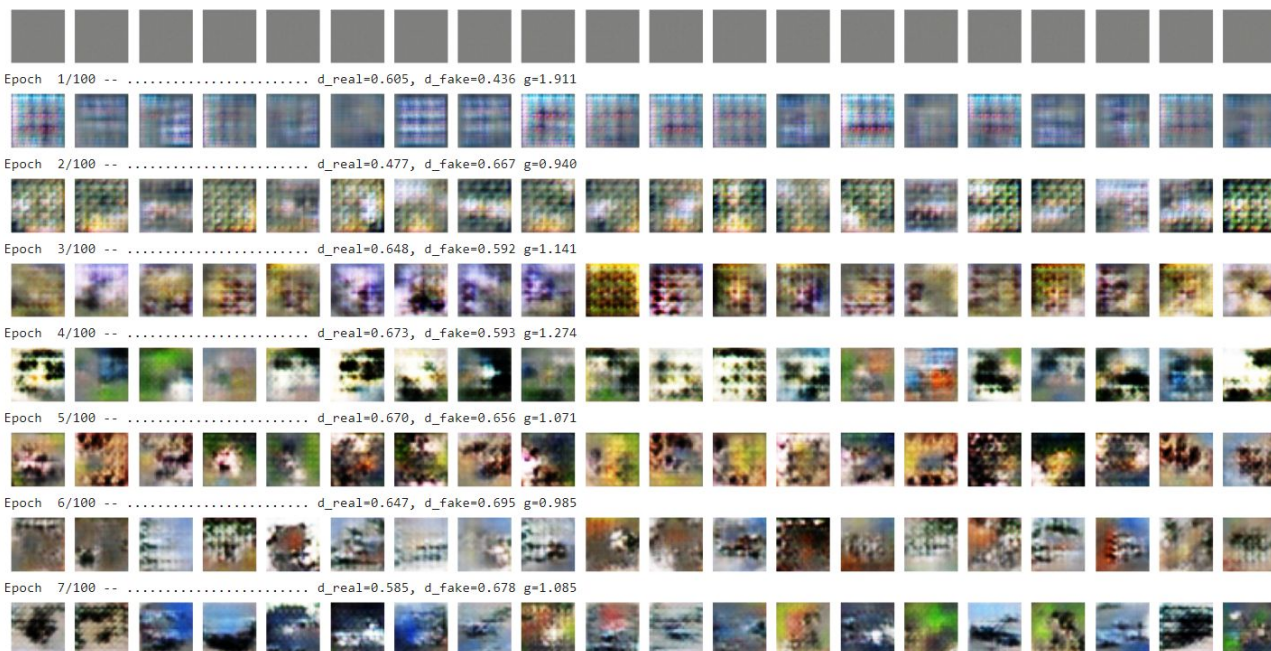 Epoch  1/100 -- ........................ d_real=0.605, d_fake=0.436 g=1.911
Epoch  2/100 -- ........................ d_real=0.477, d_fake=0.667 g=0.940
Epoch  3/100 -- ........................ d_real=0.648, d_fake=0.592 g=1.141
Epoch  4/100 -- ........................ d_real=0.673, d_fake=0.593 g=1.274
Epoch  5/100 -- ........................ d_real=0.670, d_fake=0.656 g=1.071
Epoch  6/100 -- ........................ d_real=0.647, d_fake=0.695 g=0.985
Epoch  7/100 -- ........................ d_real=0.585, d_fake=0.678 g=1.085